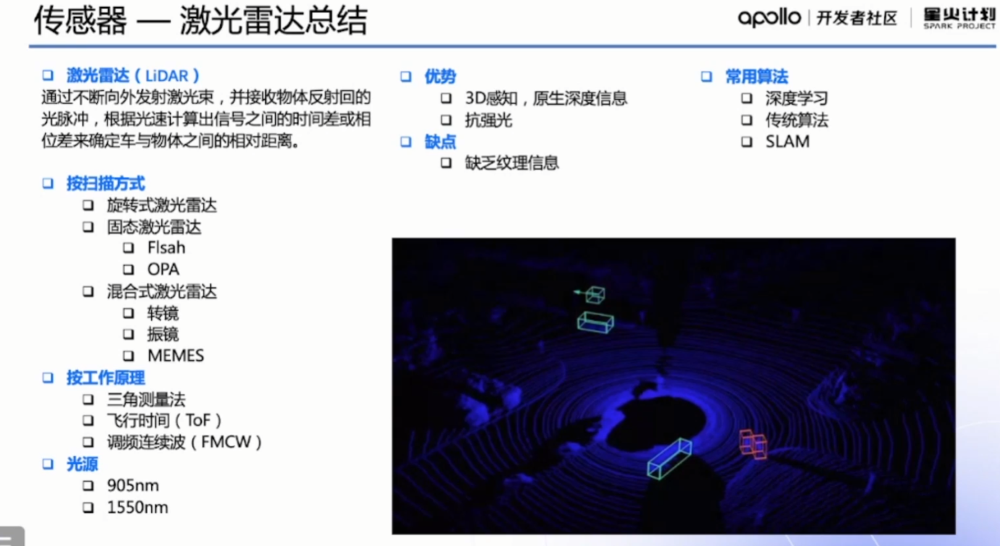 传感器 — 激光雷达总结
apollo | 开发者社区
星火计划
SPARK PROJECT
激光雷达（LiDAR）
通过不断向外发射激光束，并接收物体反射回的
光脉冲，根据光速计算出信号之间的时间差或相
位差来确定车与物体之间的相对距离。
按扫描方式
旋转式激光雷达
固态激光雷达
Flsah
OPA
混合式激光雷达
转镜
振镜
MEMES
按工作原理
三角测量法
飞行时间（ToF）
调频连续波（FMCW）
光源
905nm
1550nm
优势
3D感知，原生深度信息
抗强光
缺点
缺乏纹理信息
常用算法
深度学习
传统算法
SLAM